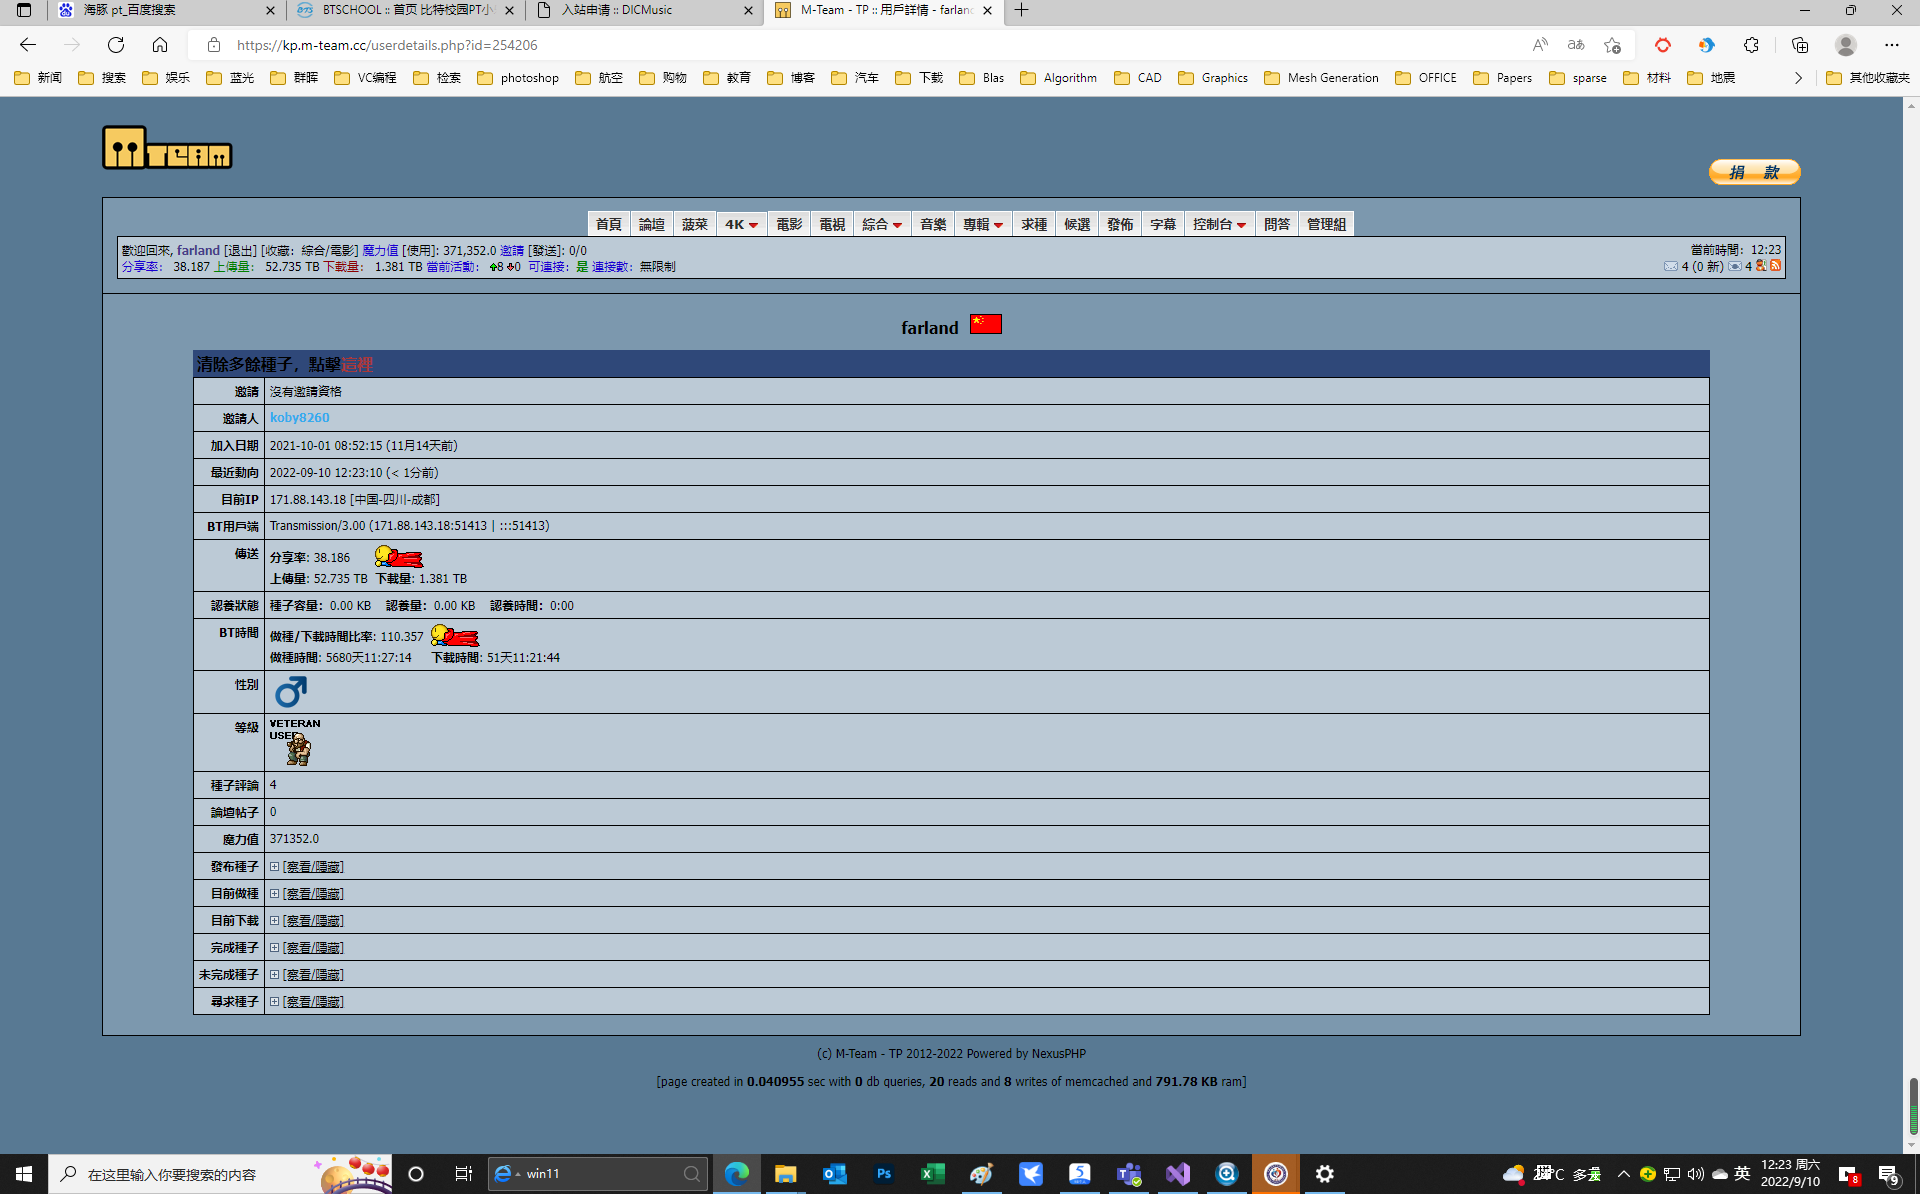 海豚 pt_百度搜索
BTSCHOOL :: 首页 比特校园PT小
入站申请 :: DICMusic
M-Team - TP :: 用戶詳情 - farland
https://kp.m-team.cc/userdetails.php?id=254206
新闻 搜索 娱乐 蓝光 群晖 VC编程 检索 photoshop 航空 购物 教育 博客 汽车 下载 Blas Algorithm CAD Graphics Mesh Generation OFFICE Papers sparse 材料 地震 其他收藏夹
mTeam
捐 款
首頁 論壇 菠菜 4K 電影 電視 綜合 音樂 專輯 求種 候選 發佈 字幕 控制台 問答 管理組
歡迎回來, farland [退出] [收藏: 綜合/電影] 魔力值 [使用]: 371,352.0 邀請 [發送]: 0/0
當前時間: 12:23
分享率: 38.187 上傳量: 52.735 TB 下載量: 1.381 TB 當前活動: 8 0 可連接: 是 連接數: 無限制
4 (0 新) 4
farland
清除多餘種子，點擊這裡
邀請 沒有邀請資格
邀請人 koby8260
加入日期 2021-10-01 08:52:15 (11月14天前)
最近動向 2022-09-10 12:23:10 (< 1分前)
目前IP 171.88.143.18 [中国-四川-成都]
BT用戶端 Transmission/3.00 (171.88.143.18:51413 | :::51413)
傳送 分享率: 38.186
上傳量: 52.735 TB 下載量: 1.381 TB
認養狀態 種子容量: 0.00 KB 認養量: 0.00 KB 認養時間: 0:00
BT時間 做種/下載時間比率: 110.357
做種時間: 5680天11:27:14 下載時間: 51天11:21:44
性別
等級 VETERAN
USER
種子評論 4
論壇帖子 0
魔力值 371352.0
發布種子 [察看/隱藏]
目前做種 [察看/隱藏]
目前下載 [察看/隱藏]
完成種子 [察看/隱藏]
未完成種子 [察看/隱藏]
尋求種子 [察看/隱藏]
(c) M-Team - TP 2012-2022 Powered by NexusPHP
[page created in 0.040955 sec with 0 db queries, 20 reads and 8 writes of memcached and 791.78 KB ram]
在这里输入你要搜索的内容
win11
多云
英
12:23 周六
2022/9/10
8
9